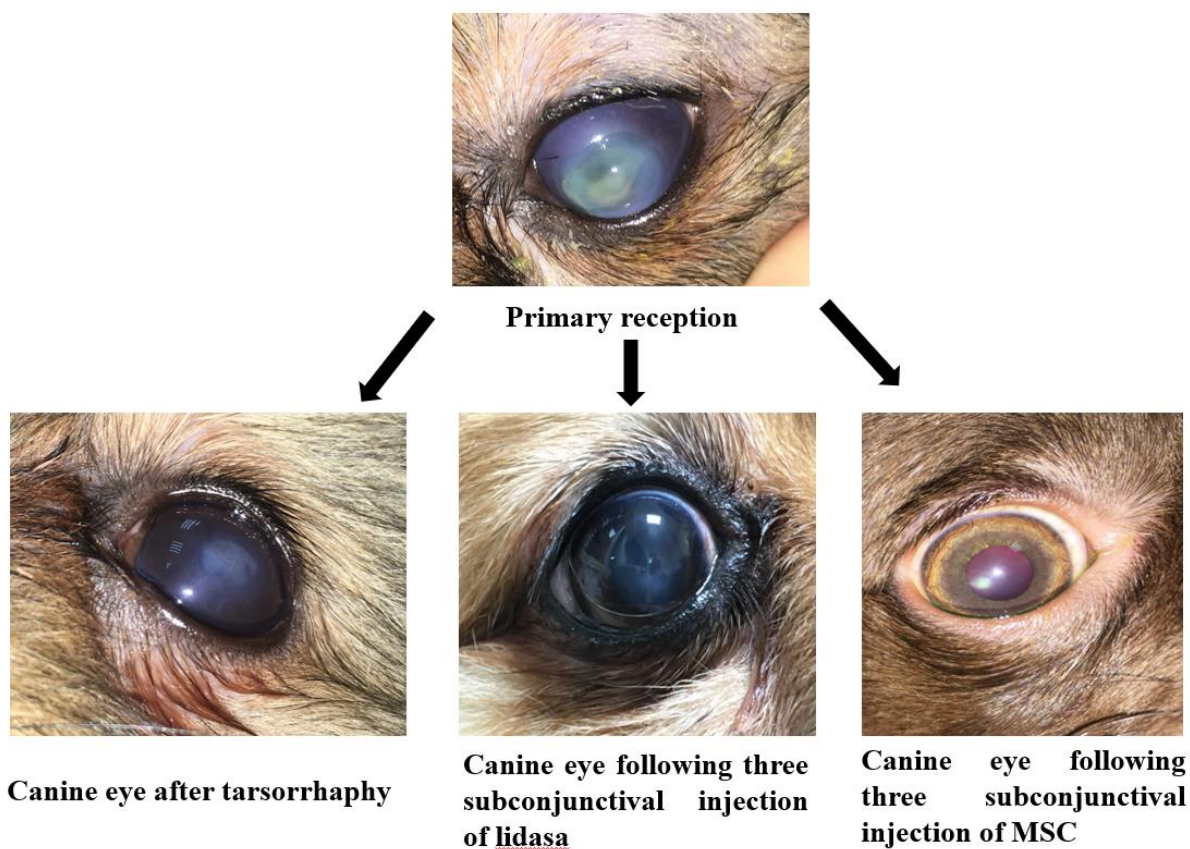 Primary reception
Canine eye after tarsorrhaphy
Canine eye following three
subconjunctival injection
of lidasa
Canine eye following
three subconjunctival
injection of MSC